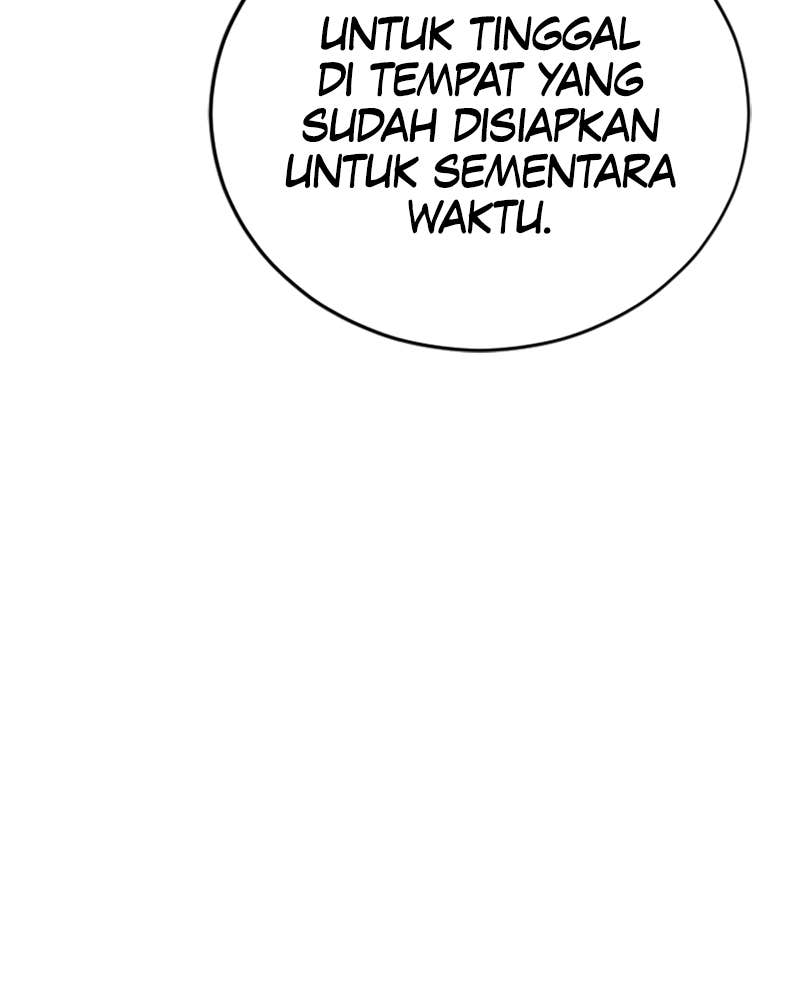 UNTUK TINGGAL
DI TEMPAT YANG
SUDAH DISIAPKAN
UNTUK SEMENTARA
WAKTU.